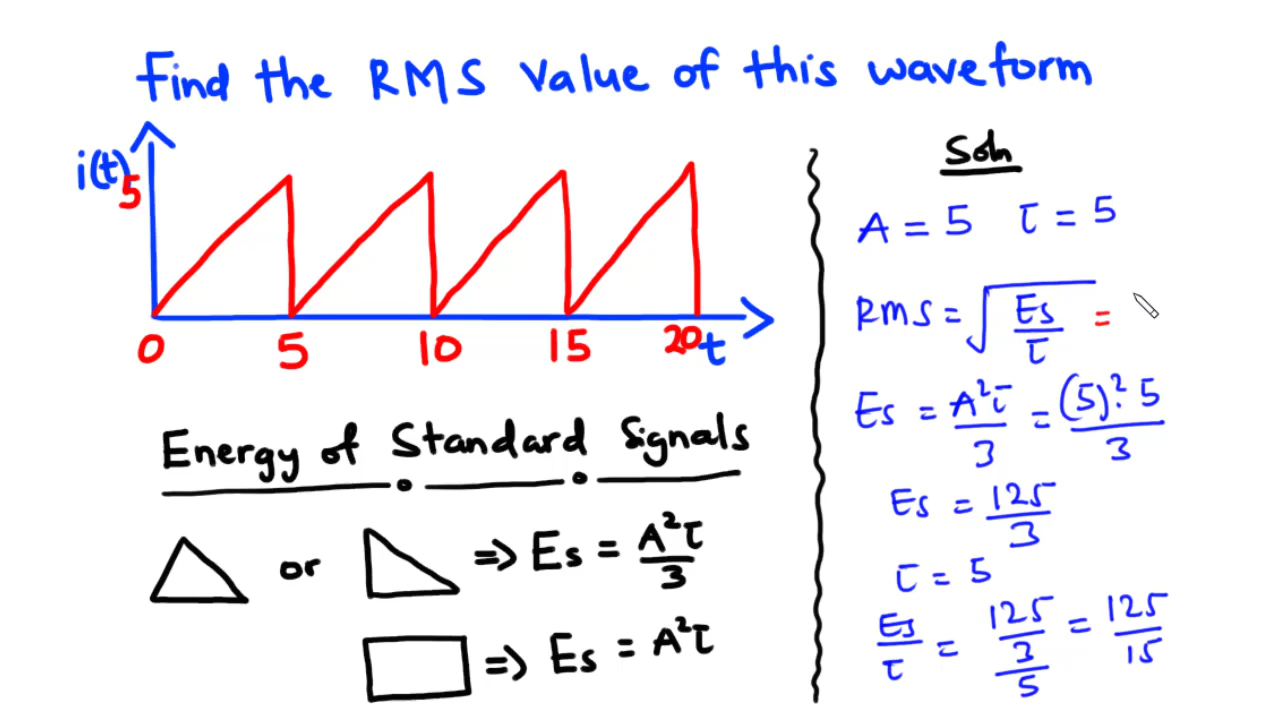 Find the RMS Value of this waveform
i(t)
5
0 5 10 15 20 t
Energy of Standard Signals
or => Es = A²τ/3
=> Es = A²τ
Soln
A = 5 τ = 5
RMS = √(Es/τ) =
Es = A²τ/3 = (5)².5/3
Es = 125/3
τ = 5
Es/τ = 125/3/5 = 125/15